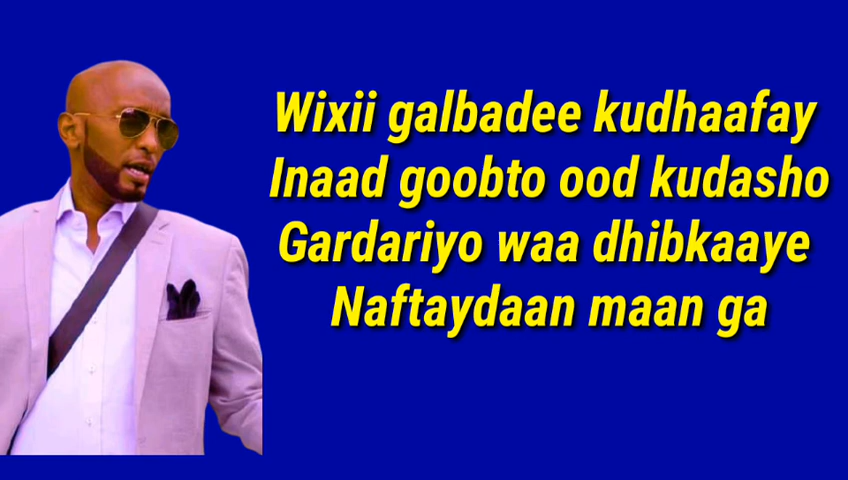 Wixii galbadee kudhaafay
Inaad goobto ood kudasho
Gardariyo waa dhibkaaye
Naftaydaan maan ga